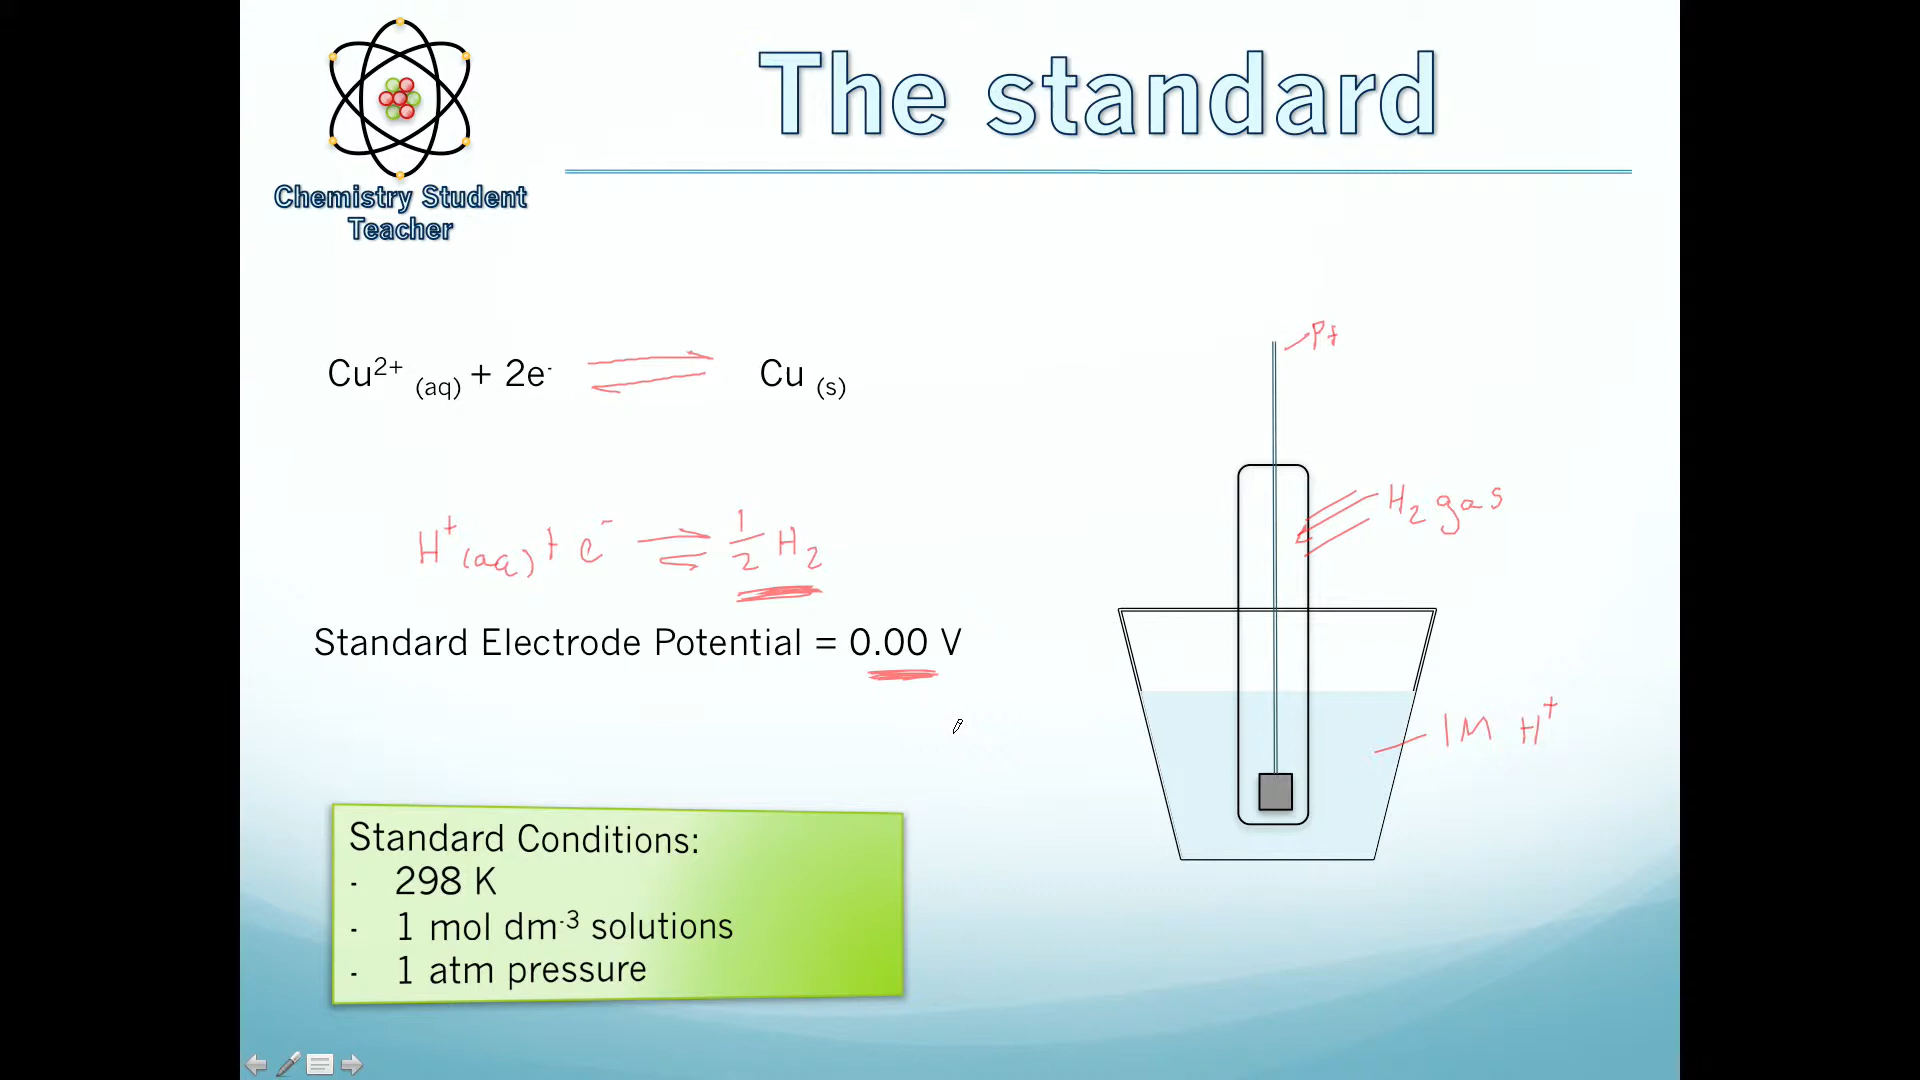 The standard
Chemistry Student
Teacher
Cu²⁺ (aq) + 2e⁻ ⇌ Cu (s)
H⁺(aq) + e⁻ ⇌ ½ H₂
Standard Electrode Potential = 0.00 V
Standard Conditions:
- 298 K
- 1 mol dm⁻³ solutions
- 1 atm pressure
Pt
H₂ gas
1M H⁺